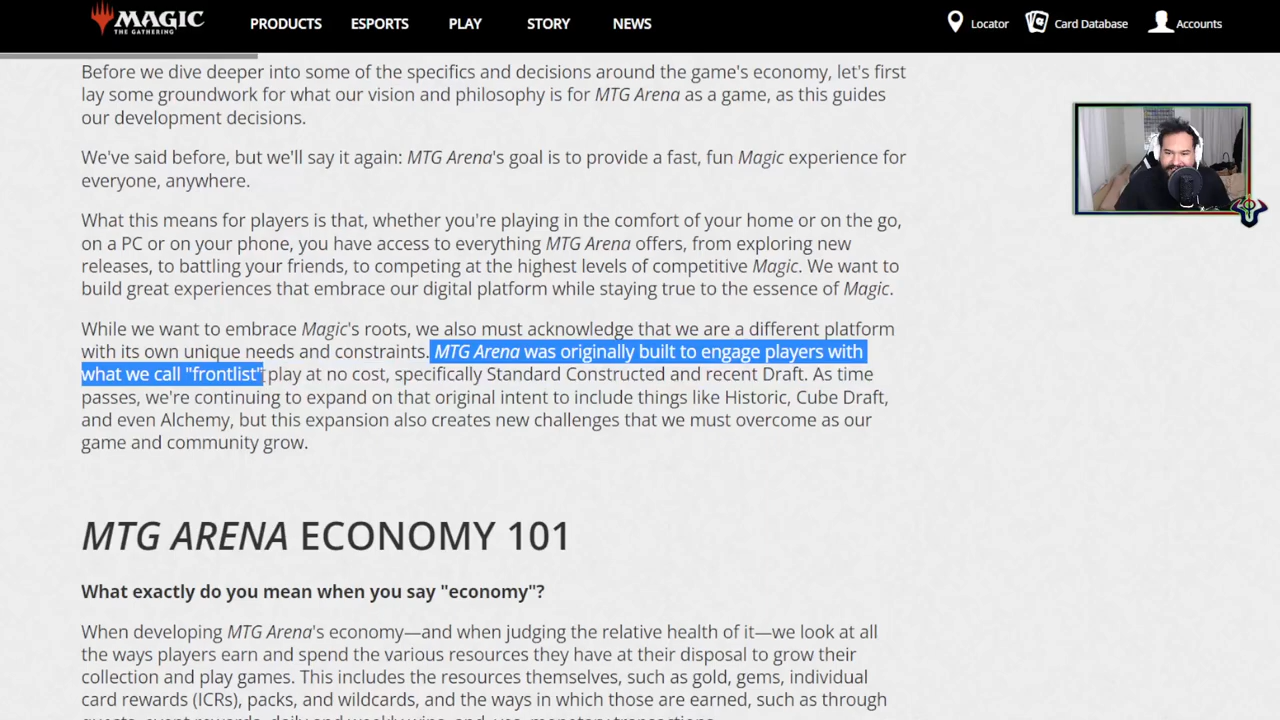 MAGIC
THE GATHERING
PRODUCTS ESPORTS PLAY STORY NEWS
Locator Card Database Accounts
Before we dive deeper into some of the specifics and decisions around the game's economy, let's first
lay some groundwork for what our vision and philosophy is for MTG Arena as a game, as this guides
our development decisions.
We've said before, but we'll say it again: MTG Arena's goal is to provide a fast, fun Magic experience for
everyone, anywhere.
What this means for players is that, whether you're playing in the comfort of your home or on the go,
on a PC or on your phone, you have access to everything MTG Arena offers, from exploring new
releases, to battling your friends, to competing at the highest levels of competitive Magic. We want to
build great experiences that embrace our digital platform while staying true to the essence of Magic.
While we want to embrace Magic's roots, we also must acknowledge that we are a different platform
with its own unique needs and constraints. MTG Arena was originally built to engage players with
what we call "frontlist" play at no cost, specifically Standard Constructed and recent Draft. As time
passes, we're continuing to expand on that original intent to include things like Historic, Cube Draft,
and even Alchemy, but this expansion also creates new challenges that we must overcome as our
game and community grow.
MTG ARENA ECONOMY 101
What exactly do you mean when you say "economy"?
When developing MTG Arena's economy—and when judging the relative health of it—we look at all
the ways players earn and spend the various resources they have at their disposal to grow their
collection and play games. This includes the resources themselves, such as gold, gems, individual
card rewards (ICRs), packs, and wildcards, and the ways in which those are earned, such as through